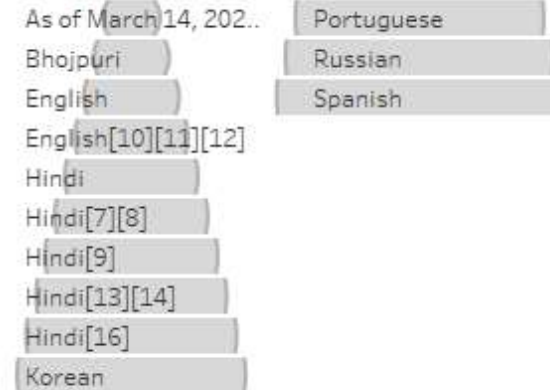 As of March 14, 202..
Bhojpuri
English
English[10][11][12]
Hindi
Hindi[7][8]
Hindi[9]
Hindi[13][14]
Hindi[16]
Korean
Portuguese
Russian
Spanish